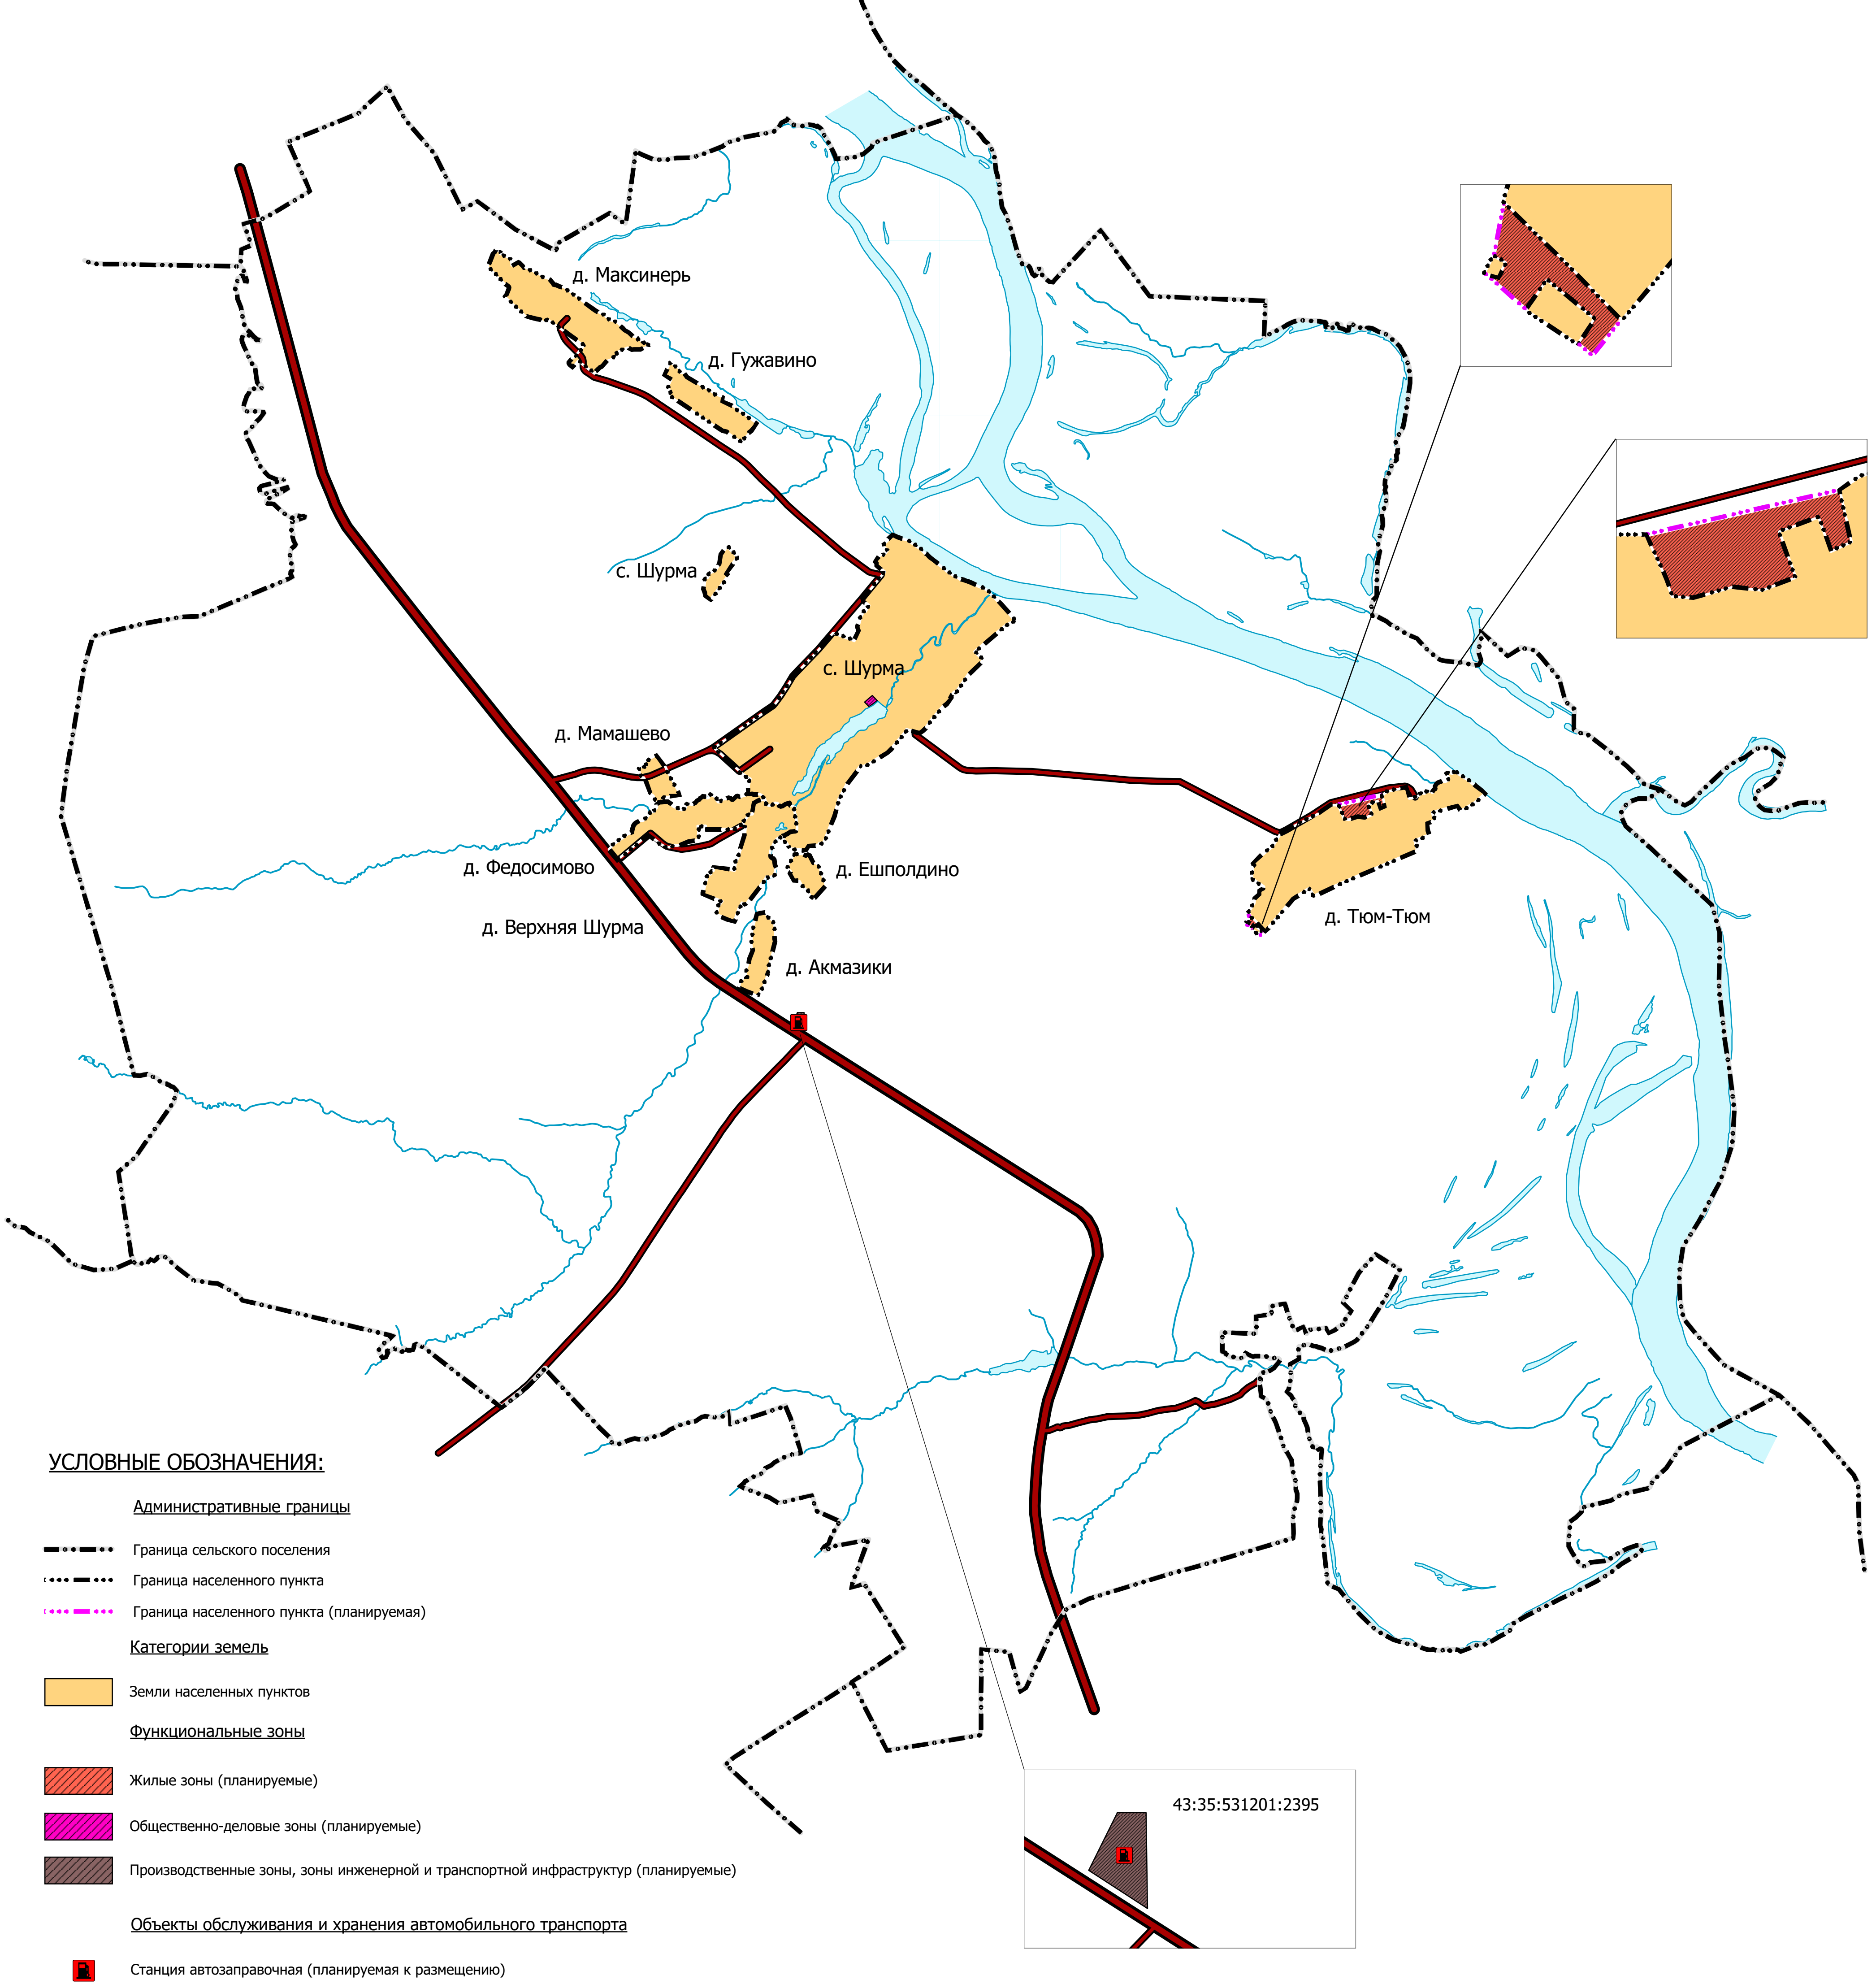 д. Максинерь
д. Гужавино
с. Шурма
с. Шурма
д. Мамашево
д. Федосимово
д. Ешполдино
д. Верхняя Шурма
д. Тюм-Тюм
д. Акмазики
43:35:531201:2395
УСЛОВНЫЕ ОБОЗНАЧЕНИЯ:
Административные границы
Граница сельского поселения
Граница населенного пункта
Граница населенного пункта (планируемая)
Категории земель
Земли населенных пунктов
Функциональные зоны
Жилые зоны (планируемые)
Общественно-деловые зоны (планируемые)
Производственные зоны, зоны инженерной и транспортной инфраструктур (планируемые)
Объекты обслуживания и хранения автомобильного транспорта
Станция автозаправочная (планируемая к размещению)